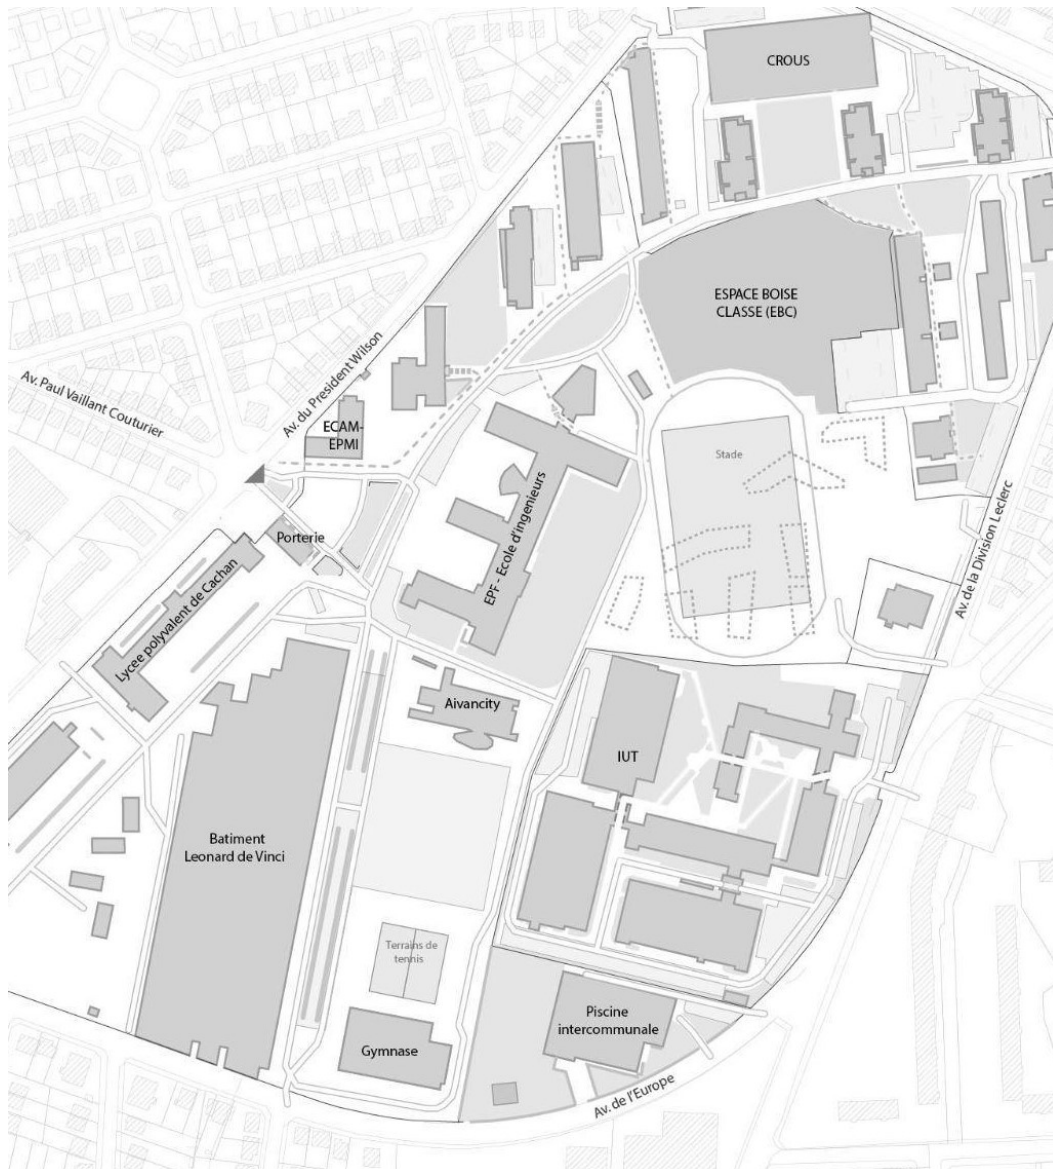 CROUS
ESPACE BOISE
CLASSE (EBC)
Av. du President Wilson
Av. Paul Vaillant Couturier
ECAM-
EPMI
Stade
Av. de la Division Leclerc
EPF - Ecole d'ingenieurs
Porterie
Lycee polyvalent de Cachan
Aivancity
IUT
Batiment
Leonard de Vinci
Terrains de
tennis
Piscine
intercommunale
Gymnase
Av. de l'Europe